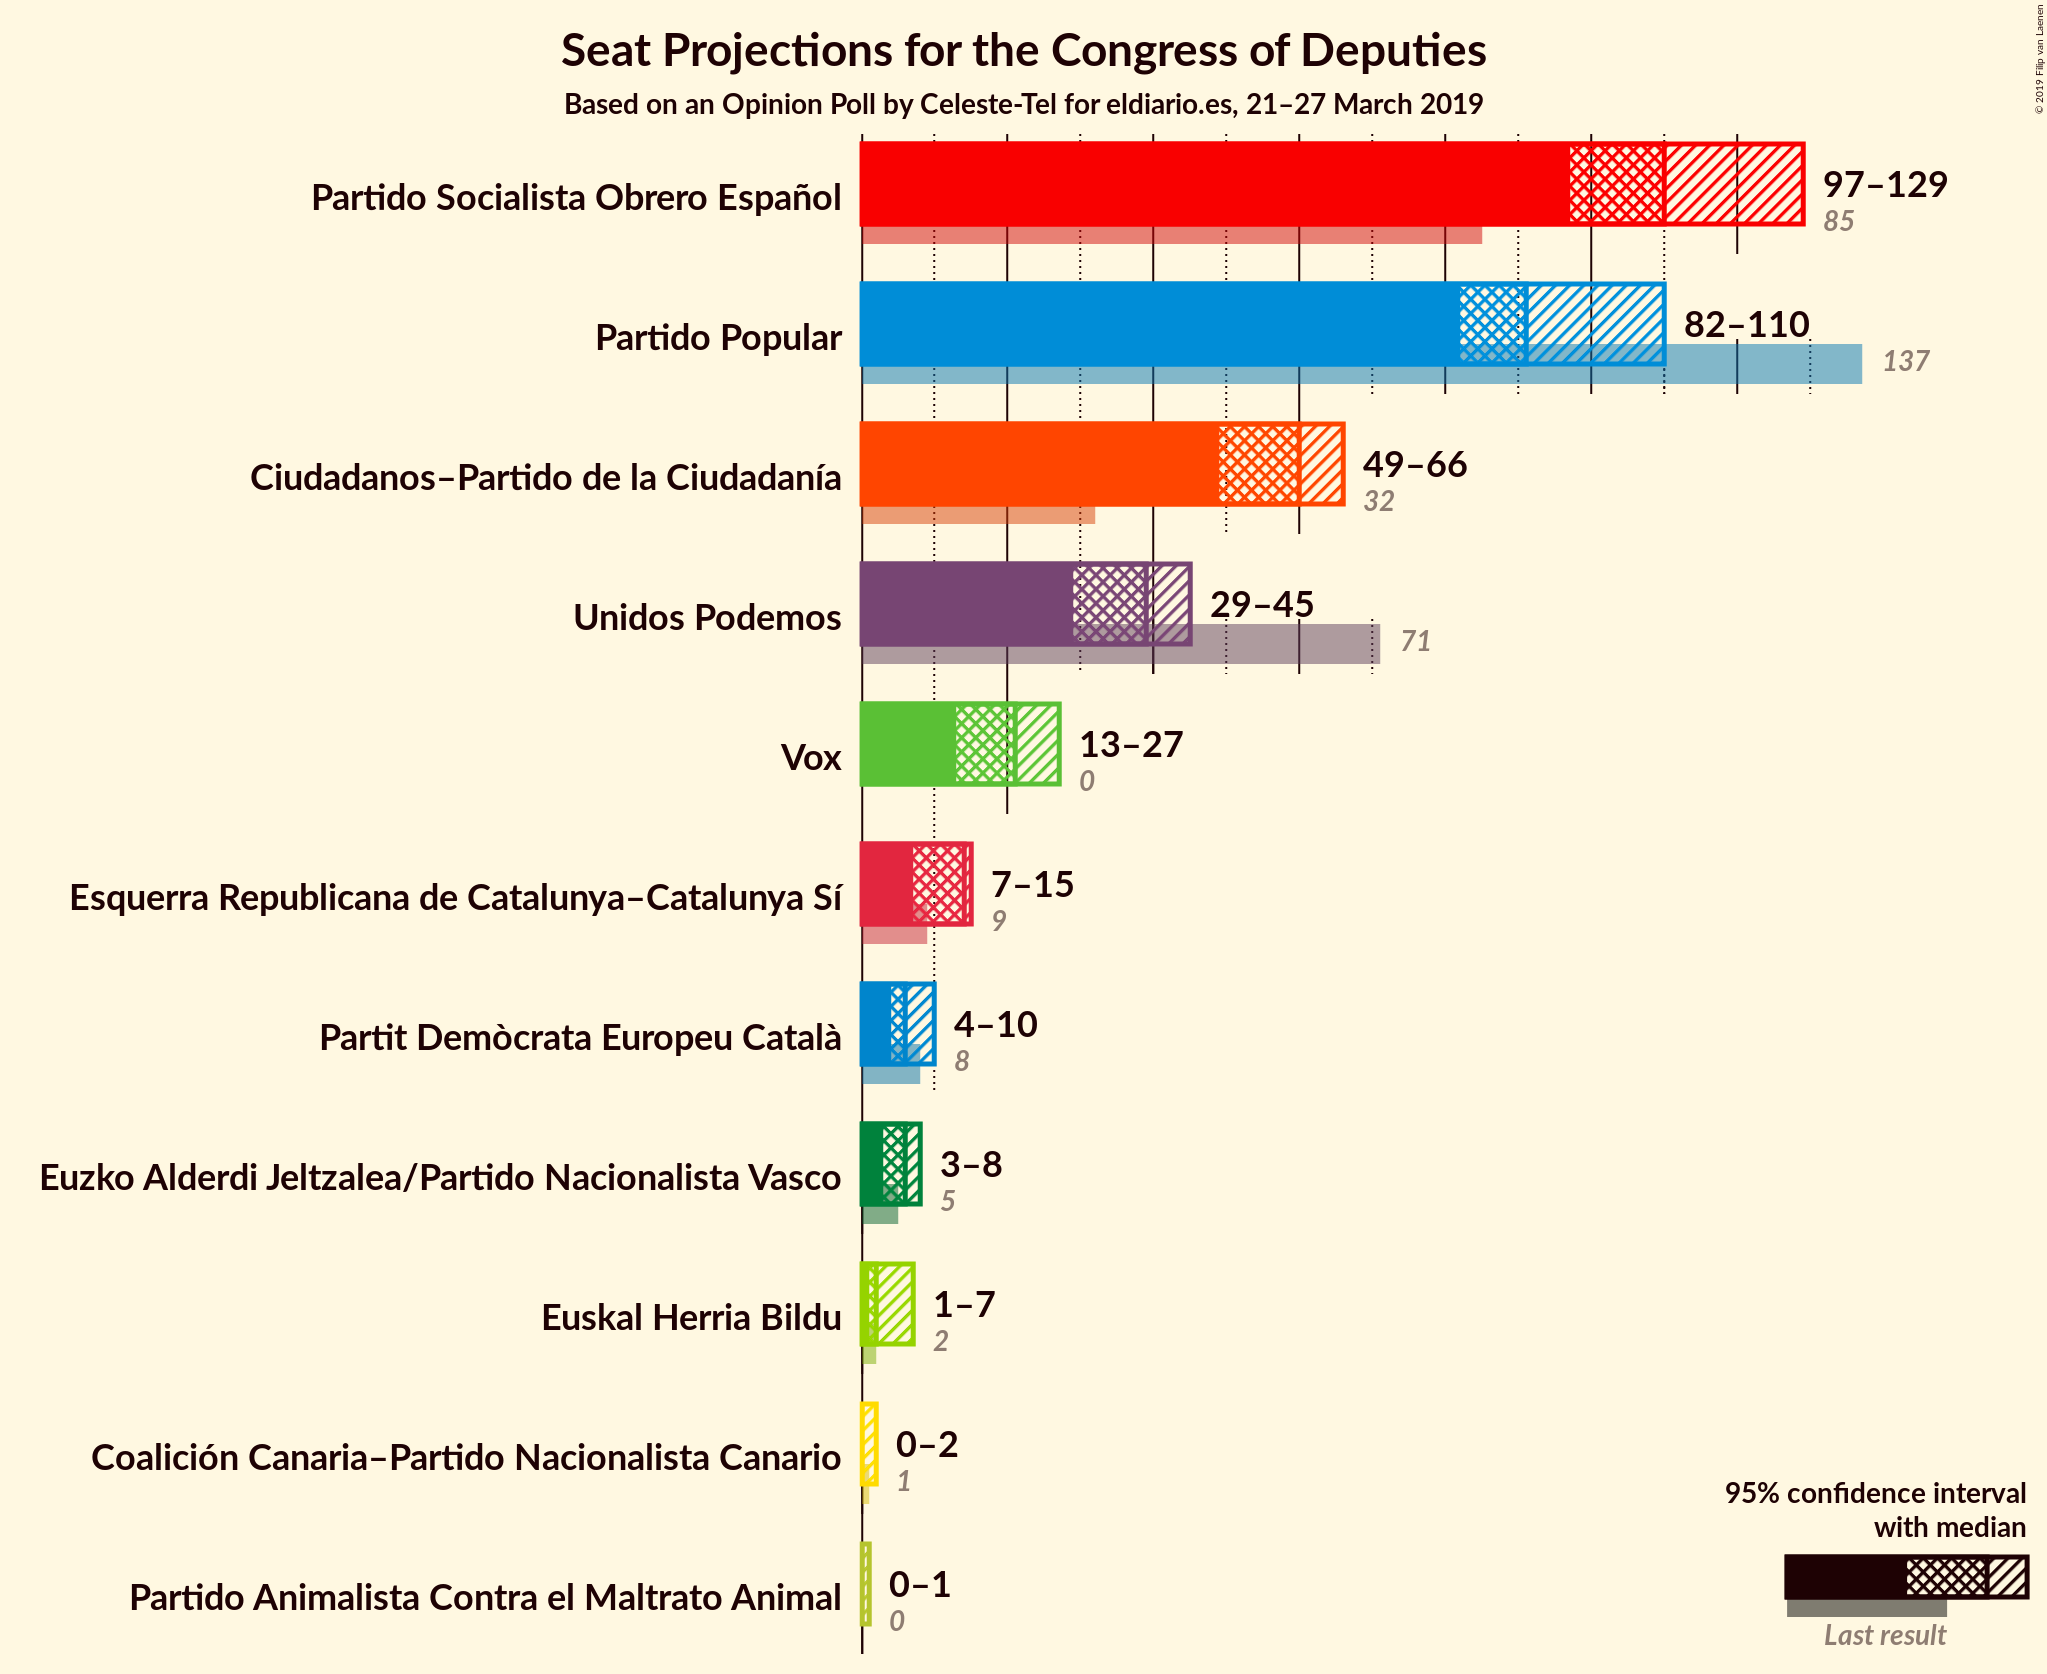 Seat Projections for the Congress of Deputies
Based on an Opinion Poll by Celeste-Tel for eldiario.es, 21–27 March 2019
© 2019 Filip van Laenen
Partido Socialista Obrero Español
97–129
85
Partido Popular
82–110
137
Ciudadanos–Partido de la Ciudadanía
49–66
32
Unidos Podemos
29–45
71
Vox
13–27
0
Esquerra Republicana de Catalunya–Catalunya Sí
7–15
9
Partit Demòcrata Europeu Català
4–10
8
Euzko Alderdi Jeltzalea/Partido Nacionalista Vasco
3–8
5
Euskal Herria Bildu
1–7
2
Coalición Canaria–Partido Nacionalista Canario
0–2
1
Partido Animalista Contra el Maltrato Animal
0–1
0
95% confidence interval
with median
Last result